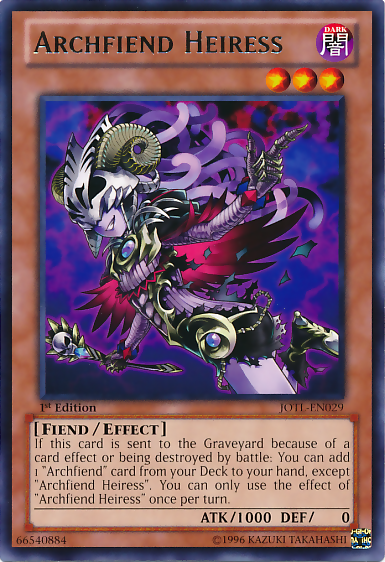 ARCHFIEND HEIRESS
DARK
闇
1st Edition
JOTL-EN029
[FIEND / EFFECT]
If this card is sent to the Graveyard because of a
card effect or being destroyed by battle: You can add
1 "Archfiend" card from your Deck to your hand, except
"Archfiend Heiress". You can only use the effect of
"Archfiend Heiress" once per turn.
ATK/1000 DEF/ 0
66540884
©1996 KAZUKI TAKAHASHI